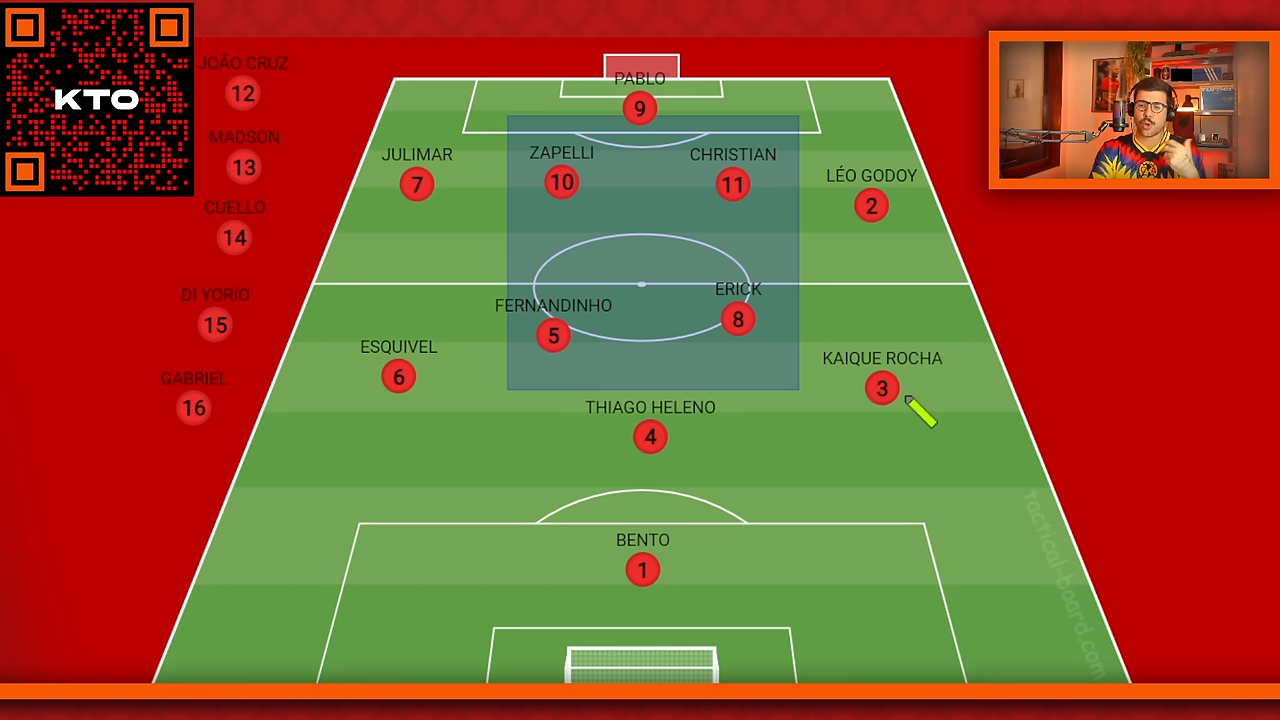 KTO
JOÃO CRUZ
12
MADSON
13
CUELLO
14
DI YORIO
15
GABRIEL
16
PABLO
9
JULIMAR
7
ZAPELLI
10
CHRISTIAN
11
LÉO GODOY
2
FERNANDINHO
5
ERICK
8
ESQUIVEL
6
KAIQUE ROCHA
3
THIAGO HELENO
4
BENTO
1
tactical-board.com